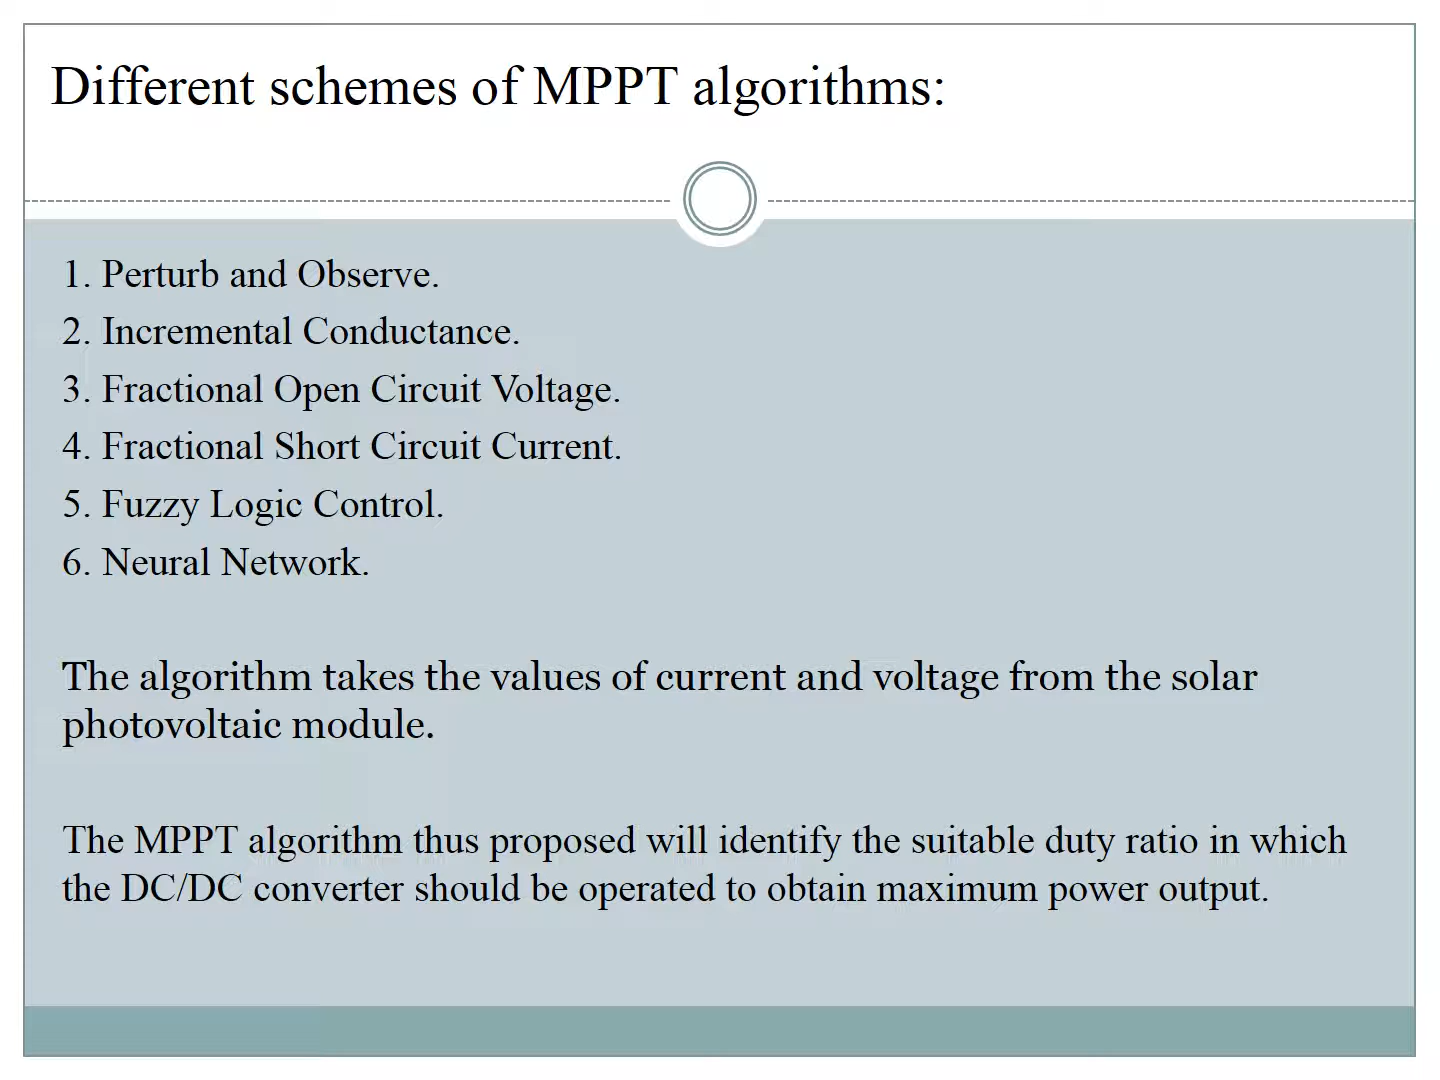 Different schemes of MPPT algorithms:
1. Perturb and Observe.
2. Incremental Conductance.
3. Fractional Open Circuit Voltage.
4. Fractional Short Circuit Current.
5. Fuzzy Logic Control.
6. Neural Network.
The algorithm takes the values of current and voltage from the solar
photovoltaic module.
The MPPT algorithm thus proposed will identify the suitable duty ratio in which
the DC/DC converter should be operated to obtain maximum power output.